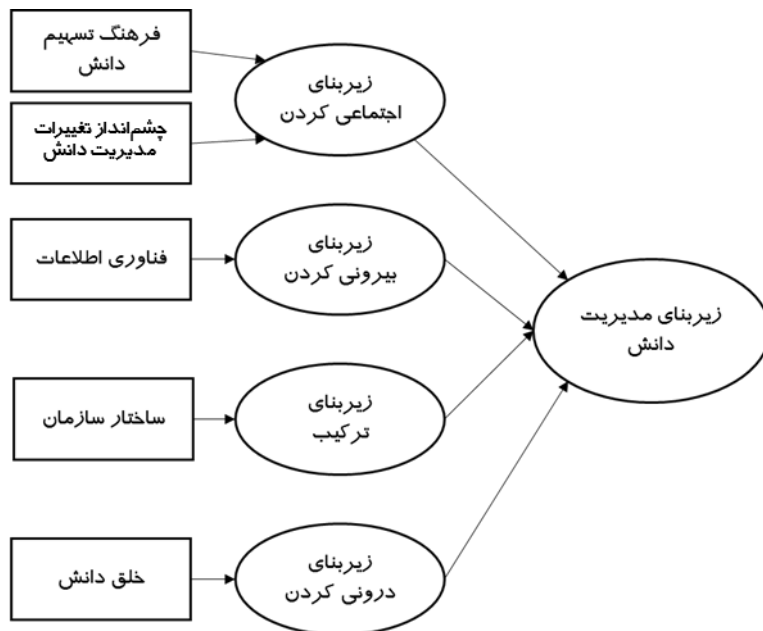 فرهنگ تسهیم
دانش
چشم‌انداز تغییرات
مدیریت دانش
فناوری اطلاعات
ساختار سازمان
خلق دانش
زیربنای
اجتماعی کردن
زیربنای
بیرونی کردن
زیربنای
ترکیب
زیربنای
درونی کردن
زیربنای مدیریت
دانش